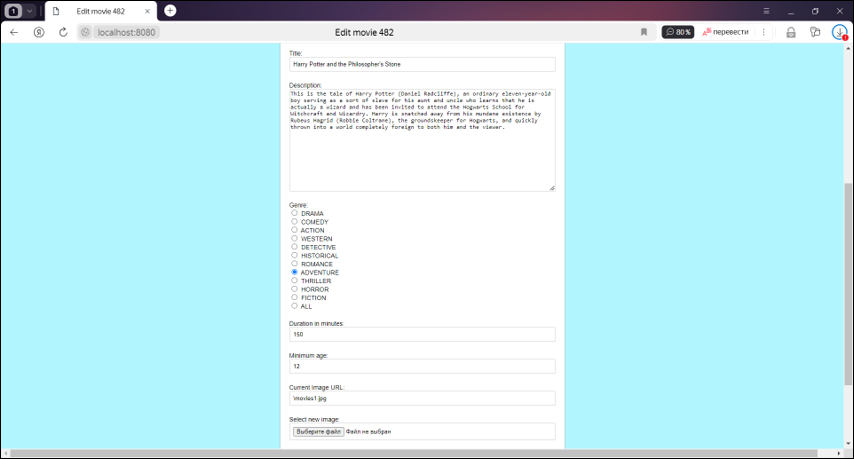 1
Edit movie 482
localhost:8080
Edit movie 482
80%
перевести
1
Title:
Harry Potter and the Philosopher's Stone
Description:
This is the tale of Harry Potter (Daniel Radcliffe), an ordinary eleven-year-old
boy serving as a sort of slave for his aunt and uncle who learns that he is
actually a wizard and has been invited to attend the Hogwarts School for
Witchcraft and Wizardry. Harry is snatched away from his mundane existence by
Rubeus Hagrid (Robbie Coltrane), the groundskeeper for Hogwarts, and quickly
thrown into a world completely foreign to both him and the viewer.
Genre:
DRAMA
COMEDY
ACTION
WESTERN
DETECTIVE
HISTORICAL
ROMANCE
ADVENTURE
THRILLER
HORROR
FICTION
ALL
Duration in minutes:
150
Minimum age:
12
Current Image URL:
\movies1.jpg
Select new image:
Выберите файл Файл не выбран